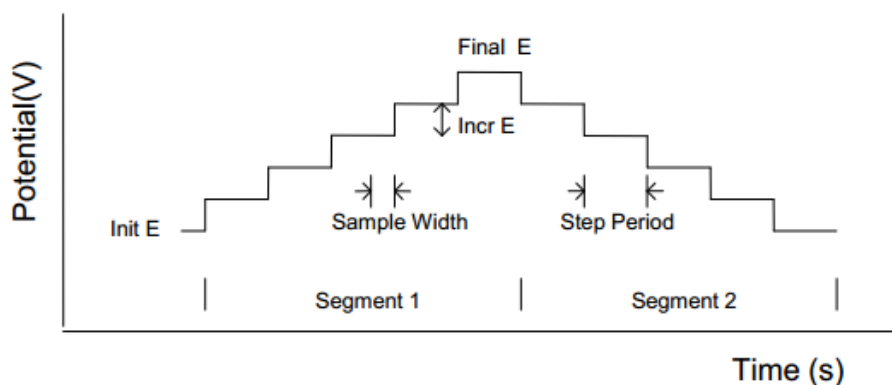 Potential(V)
Final E
Incr E
Init E
Sample Width
Step Period
Segment 1
Segment 2
Time (s)